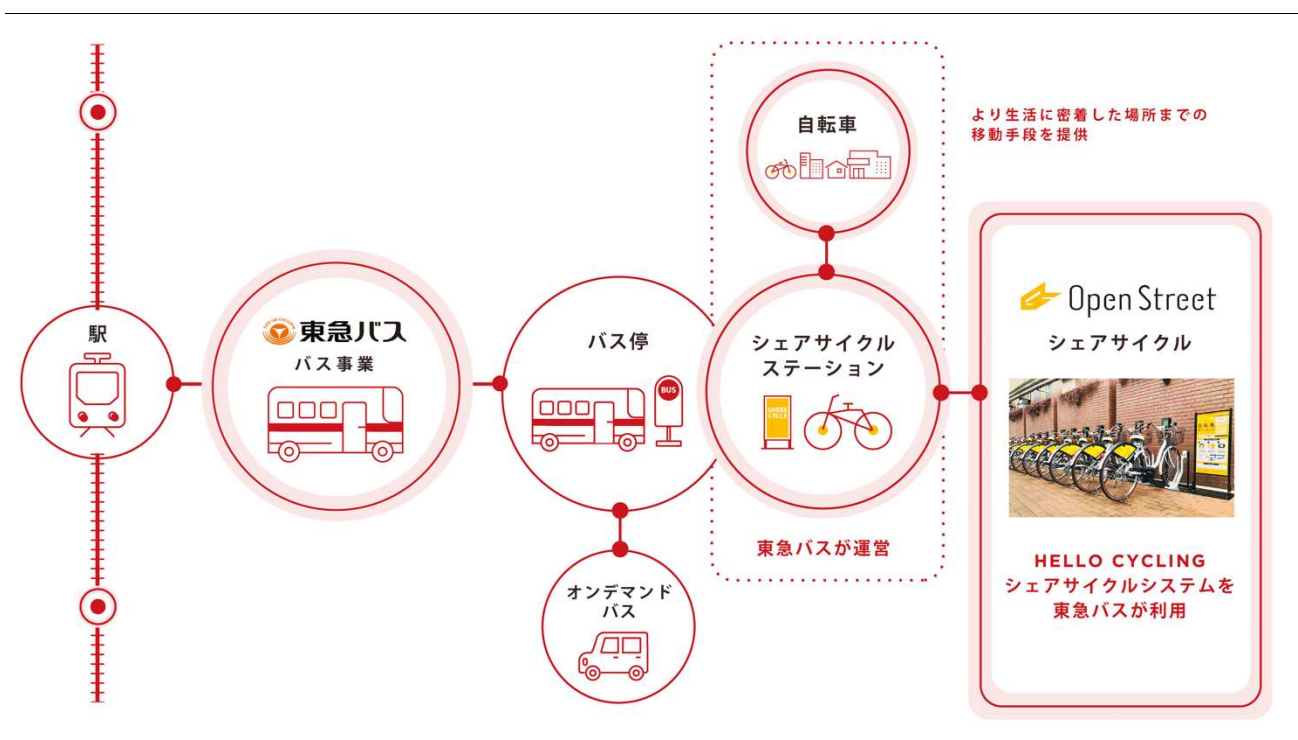 駅
東急バス
バス事業
バス停
BUS
オンデマンド
バス
自転車
シェアサイクル
ステーション
SHERE
CYCLE
東急バスが運営
より生活に密着した場所までの
移動手段を提供
Open Street
シェアサイクル
自転車
HELLO CYCLING
シェアサイクルシステムを
東急バスが利用